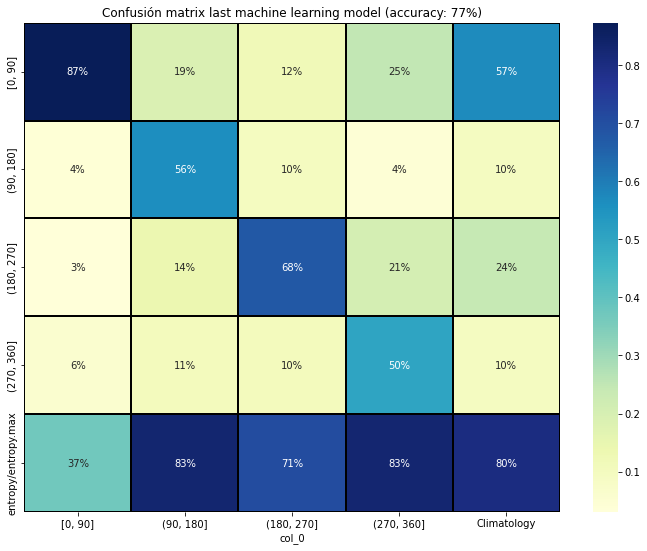 Confusión matrix last machine learning model (accuracy: 77%)
[0, 90] 87% 19% 12% 25% 57%
(90, 180] 4% 56% 10% 4% 10%
(180, 270] 3% 14% 68% 21% 24%
(270, 360] 6% 11% 10% 50% 10%
entropy/entropy.max 37% 83% 71% 83% 80%
[0, 90] (90, 180] (180, 270] (270, 360] Climatology
col_0
0.8
0.7
0.6
0.5
0.4
0.3
0.2
0.1